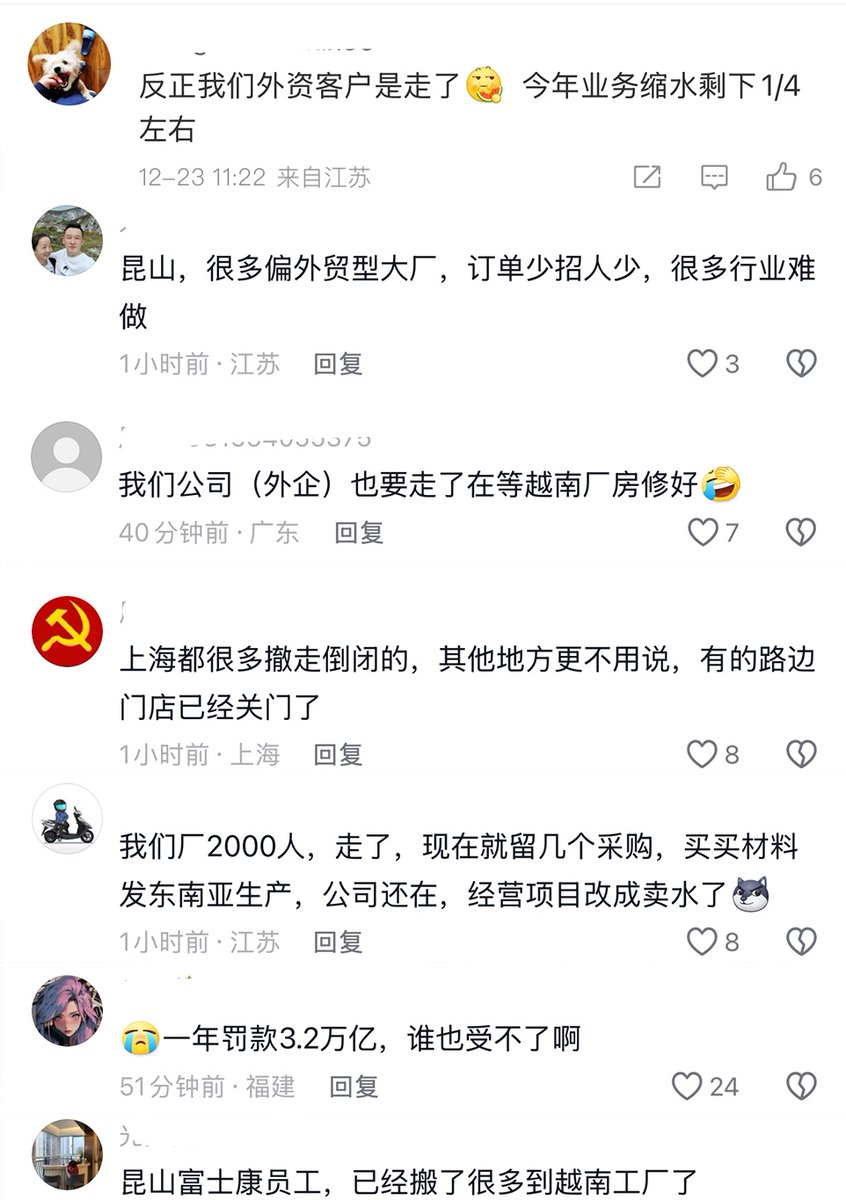 反正我们外资客户是走了 今年业务缩水剩下1/4
左右
12-23 11:22 来自江苏
6
昆山，很多偏外贸型大厂，订单少招人少，很多行业难
做
1小时前 · 江苏 回复
3
我们公司（外企）也要走了在等越南厂房修好
40分钟前 · 广东 回复
7
上海都很多撤走倒闭的，其他地方更不用说，有的路边
门店已经关门了
1小时前 · 上海 回复
8
我们厂2000人，走了，现在就留几个采购，买买材料
发东南亚生产，公司还在，经营项目改成卖水了
1小时前 · 江苏 回复
8
一年罚款3.2万亿，谁也受不了啊
51分钟前 · 福建 回复
24
昆山富士康员工，已经搬了很多到越南工厂了